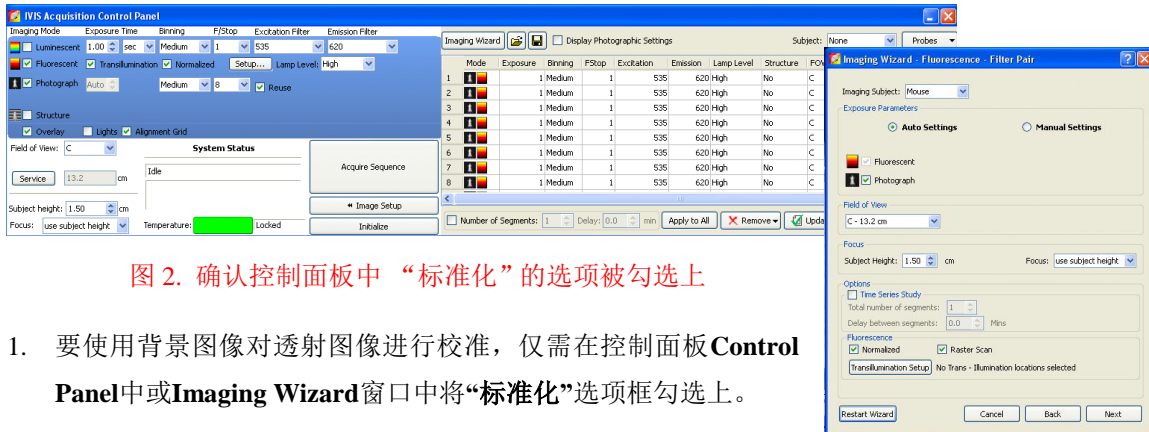 IVIS Acquisition Control Panel
Imaging Mode Exposure Time Binning F/Stop Excitation Filter Emission Filter
Luminescent 1.00 sec Medium 1 535 620
Fluorescent Transillumination Normalized Setup... Lamp Level: High
Photograph Auto Medium 8 Reuse
Structure
Overlay Lights Alignment Grid
Field of View: C System Status
Service 13.2 cm Idle
Subject height: 1.50 cm
Focus: use subject height Temperature: Locked
Acquire Sequence
Image Setup
Initialize
Imaging Wizard Display Photographic Settings Subject: None Probes
Mode Exposure Binning FStop Excitation Emission Lamp Level Structure FOV
1 1 Medium 1 535 620 High No C
2 1 Medium 1 535 620 High No C
3 1 Medium 1 535 620 High No C
4 1 Medium 1 535 620 High No C
5 1 Medium 1 535 620 High No C
6 1 Medium 1 535 620 High No C
7 1 Medium 1 535 620 High No C
8 1 Medium 1 535 620 High No C
Number of Segments: 1 Delay: 0.0 min Apply to All Remove Upda
Imaging Wizard - Fluorescence - Filter Pair
Imaging Subject: Mouse
Exposure Parameters
Auto Settings Manual Settings
Fluorescent
Photograph
Field of View
C - 13.2 cm
Focus
Subject Height: 1.50 cm Focus: use subject height
Options
Time Series Study
Total number of segments: 1
Delay between segments: 0.0 Mins
Fluorescence
Normalized Raster Scan
Transillumination Setup No Trans - Illumination locations selected
Restart Wizard Cancel Back Next
图 2. 确认控制面板中 “标准化”的选项被勾选上
1. 要使用背景图像对透射图像进行校准，仅需在控制面板Control
Panel中或Imaging Wizard窗口中将“标准化”选项框勾选上。